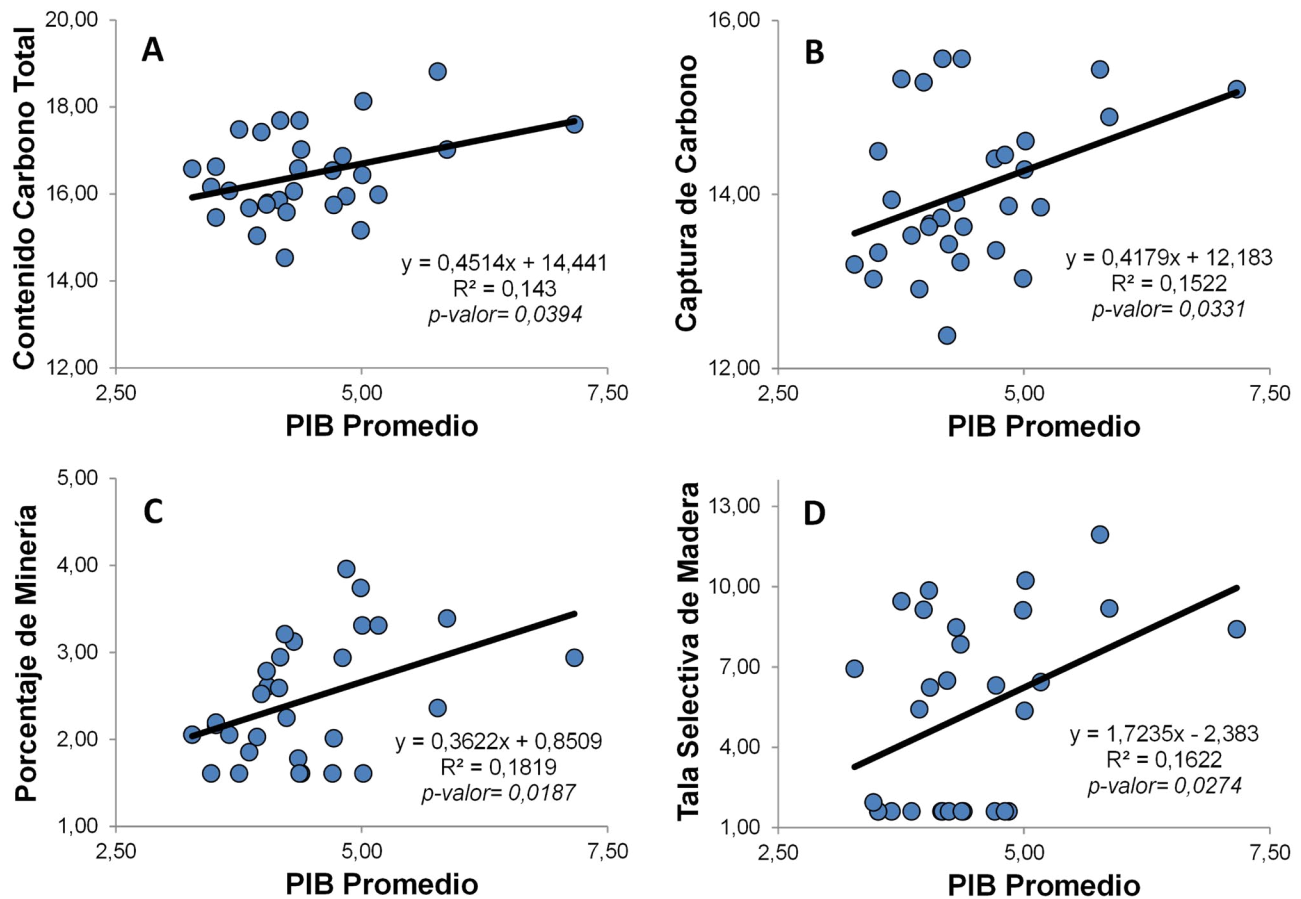 A
Contenido Carbono Total
20,00
18,00
16,00
14,00
12,00
y = 0,4514x + 14,441
R² = 0,143
p-valor= 0,0394
2,50
5,00
7,50
PIB Promedio
B
Captura de Carbono
16,00
14,00
12,00
y = 0,4179x + 12,183
R² = 0,1522
p-valor= 0,0331
2,50
5,00
7,50
PIB Promedio
C
Porcentaje de Minería
5,00
4,00
3,00
2,00
1,00
y = 0,3622x + 0,8509
R² = 0,1819
p-valor= 0,0187
2,50
5,00
7,50
PIB Promedio
D
Tala Selectiva de Madera
13,00
10,00
7,00
4,00
1,00
y = 1,7235x - 2,383
R² = 0,1622
p-valor= 0,0274
2,50
5,00
7,50
PIB Promedio